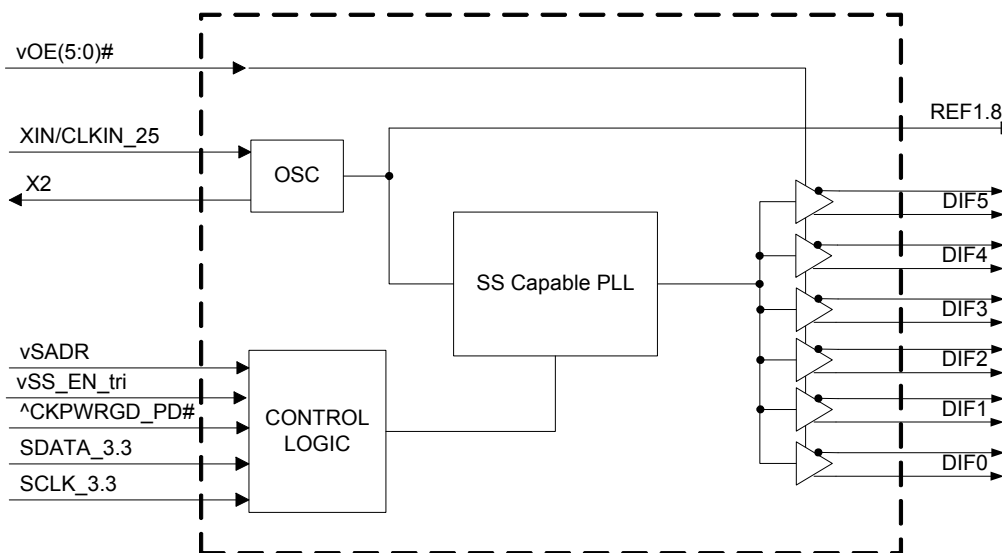 vOE(5:0)#
REF1.8
XIN/CLKIN_25
OSC
X2
DIF5
DIF4
SS Capable PLL
DIF3
vSADR
DIF2
vSS_EN_tri
^CKPWRGD_PD#
CONTROL
LOGIC
DIF1
SDATA_3.3
DIF0
SCLK_3.3